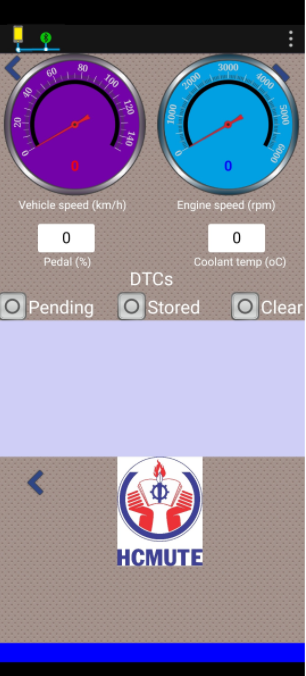 0 20 40 60 80 100 120 140
0
0 1000 2000 3000 4000 5000 6000
0
Vehicle speed (km/h)
Engine speed (rpm)
0
0
Pedal (%)
Coolant temp (oC)
DTCs
Pending
Stored
Clear
HCMUTE